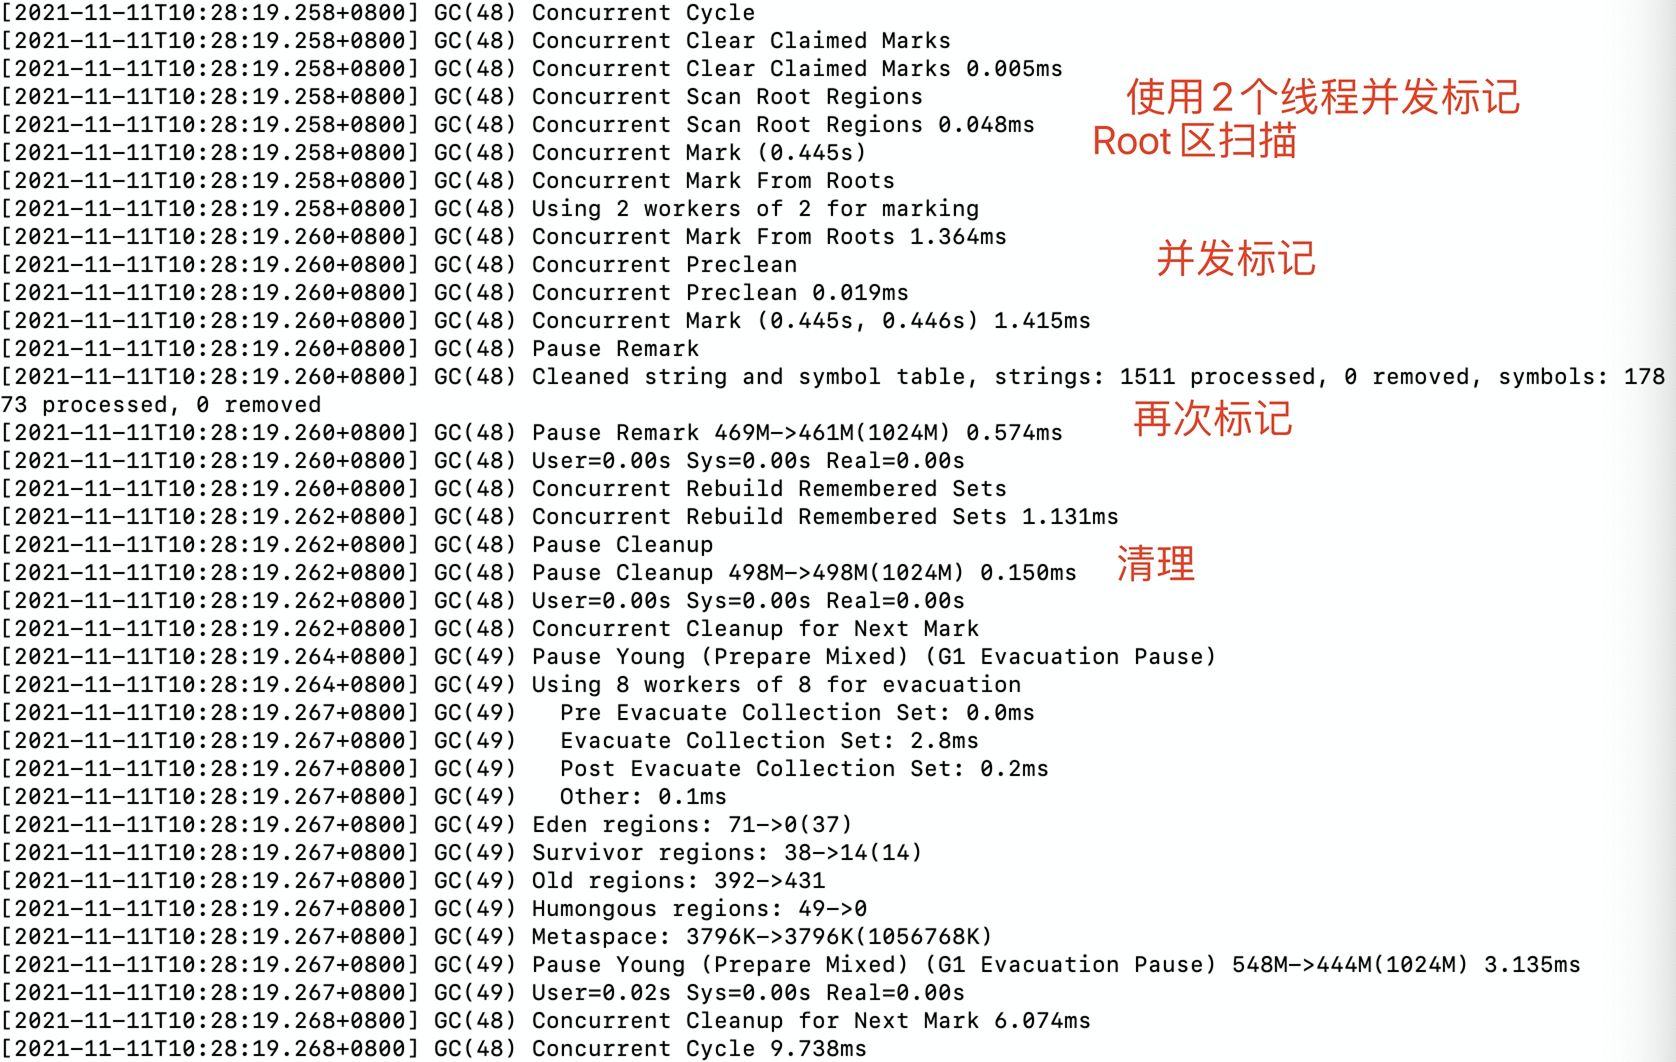 [2021-11-11T10:28:19.258+0800] GC(48) Concurrent Cycle
[2021-11-11T10:28:19.258+0800] GC(48) Concurrent Clear Claimed Marks
[2021-11-11T10:28:19.258+0800] GC(48) Concurrent Clear Claimed Marks 0.005ms
[2021-11-11T10:28:19.258+0800] GC(48) Concurrent Scan Root Regions
使用2个线程并发标记
[2021-11-11T10:28:19.258+0800] GC(48) Concurrent Scan Root Regions 0.048ms
Root区扫描
[2021-11-11T10:28:19.258+0800] GC(48) Concurrent Mark (0.445s)
[2021-11-11T10:28:19.258+0800] GC(48) Concurrent Mark From Roots
[2021-11-11T10:28:19.258+0800] GC(48) Using 2 workers of 2 for marking
[2021-11-11T10:28:19.260+0800] GC(48) Concurrent Mark From Roots 1.364ms
并发标记
[2021-11-11T10:28:19.260+0800] GC(48) Concurrent Preclean
[2021-11-11T10:28:19.260+0800] GC(48) Concurrent Preclean 0.019ms
[2021-11-11T10:28:19.260+0800] GC(48) Concurrent Mark (0.445s, 0.446s) 1.415ms
[2021-11-11T10:28:19.260+0800] GC(48) Pause Remark
[2021-11-11T10:28:19.260+0800] GC(48) Cleaned string and symbol table, strings: 1511 processed, 0 removed, symbols: 178
73 processed, 0 removed
再次标记
[2021-11-11T10:28:19.260+0800] GC(48) Pause Remark 469M->461M(1024M) 0.574ms
[2021-11-11T10:28:19.260+0800] GC(48) User=0.00s Sys=0.00s Real=0.00s
[2021-11-11T10:28:19.260+0800] GC(48) Concurrent Rebuild Remembered Sets
[2021-11-11T10:28:19.262+0800] GC(48) Concurrent Rebuild Remembered Sets 1.131ms
[2021-11-11T10:28:19.262+0800] GC(48) Pause Cleanup
[2021-11-11T10:28:19.262+0800] GC(48) Pause Cleanup 498M->498M(1024M) 0.150ms
清理
[2021-11-11T10:28:19.262+0800] GC(48) User=0.00s Sys=0.00s Real=0.00s
[2021-11-11T10:28:19.262+0800] GC(48) Concurrent Cleanup for Next Mark
[2021-11-11T10:28:19.264+0800] GC(49) Pause Young (Prepare Mixed) (G1 Evacuation Pause)
[2021-11-11T10:28:19.264+0800] GC(49) Using 8 workers of 8 for evacuation
[2021-11-11T10:28:19.267+0800] GC(49)   Pre Evacuate Collection Set: 0.0ms
[2021-11-11T10:28:19.267+0800] GC(49)   Evacuate Collection Set: 2.8ms
[2021-11-11T10:28:19.267+0800] GC(49)   Post Evacuate Collection Set: 0.2ms
[2021-11-11T10:28:19.267+0800] GC(49)   Other: 0.1ms
[2021-11-11T10:28:19.267+0800] GC(49) Eden regions: 71->0(37)
[2021-11-11T10:28:19.267+0800] GC(49) Survivor regions: 38->14(14)
[2021-11-11T10:28:19.267+0800] GC(49) Old regions: 392->431
[2021-11-11T10:28:19.267+0800] GC(49) Humongous regions: 49->0
[2021-11-11T10:28:19.267+0800] GC(49) Metaspace: 3796K->3796K(1056768K)
[2021-11-11T10:28:19.267+0800] GC(49) Pause Young (Prepare Mixed) (G1 Evacuation Pause) 548M->444M(1024M) 3.135ms
[2021-11-11T10:28:19.267+0800] GC(49) User=0.02s Sys=0.00s Real=0.00s
[2021-11-11T10:28:19.268+0800] GC(48) Concurrent Cleanup for Next Mark 6.074ms
[2021-11-11T10:28:19.268+0800] GC(48) Concurrent Cycle 9.738ms